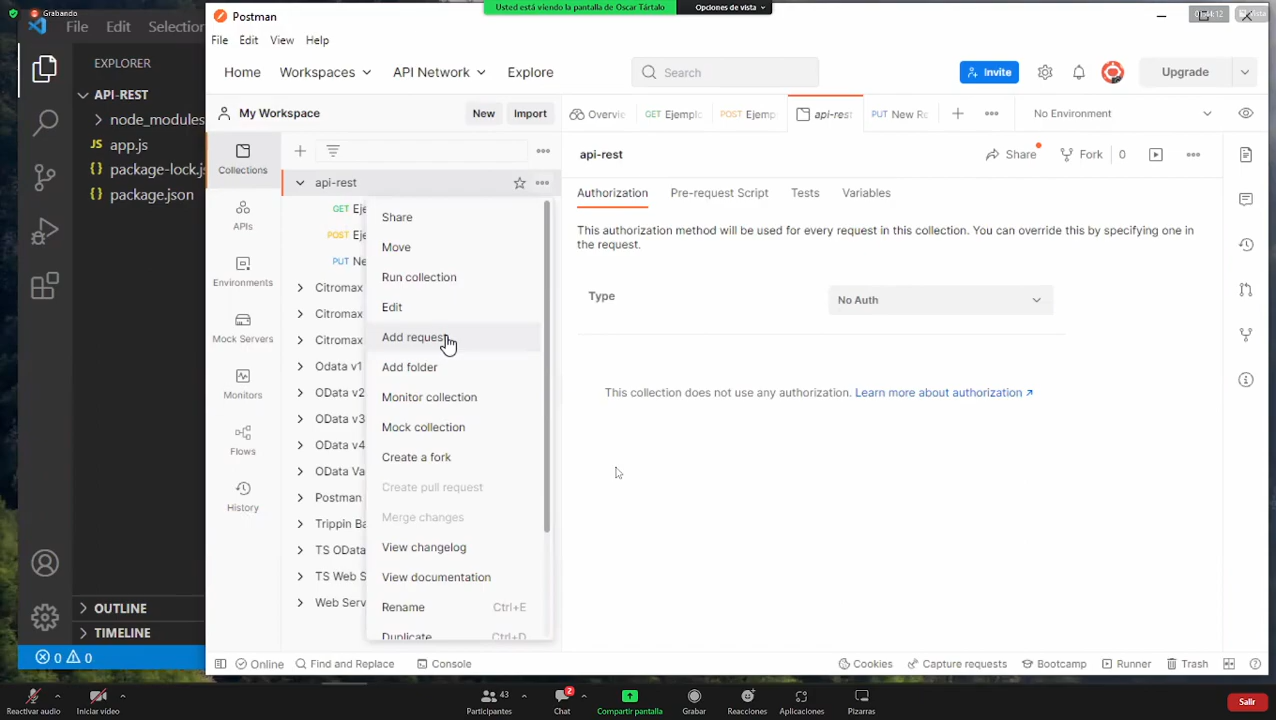 Grabando
Usted está viendo la pantalla de Oscar Tártalo
Opciones de vista
File Edit Selection
Postman
File Edit View Help
Home Workspaces API Network Explore
Search
Invite
Upgrade
EXPLORER
API-REST
node_modules
app.js
package-lock.js
package.json
OUTLINE
TIMELINE
0 0
My Workspace
New Import
Collections
APIs
Environments
Mock Servers
Monitors
Flows
History
api-rest
GET Eje
POST Eje
PUT Ne
Citromax
Citromax
Citromax
Odata v1
OData v2
OData v3
OData v4
OData Va
Postman
Trippin Ba
TS OData
TS Web S
Web Serv
Share
Move
Run collection
Edit
Add request
Add folder
Monitor collection
Mock collection
Create a fork
Create pull request
Merge changes
View changelog
View documentation
Rename Ctrl+E
Duplicate Ctrl+D
Overvie
GET Ejemplo
POST Ejemp
api-rest
PUT New Re
No Environment
api-rest
Share
Fork 0
Authorization Pre-request Script Tests Variables
This authorization method will be used for every request in this collection. You can override this by specifying one in
the request.
Type
No Auth
This collection does not use any authorization. Learn more about authorization
Online Find and Replace Console
Cookies Capture requests Bootcamp Runner Trash
Reactivar audio
Iniciar video
43
Participantes
2
Chat
Compartir pantalla
Grabar
Reacciones
Aplicaciones
Pizarras
Salir